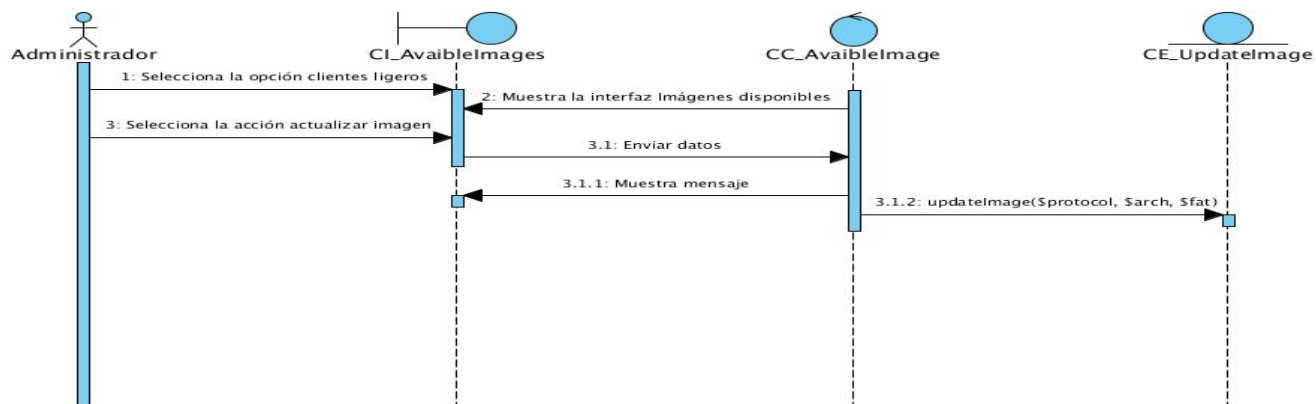 Administrador
CI_AvaibleImages
CC_AvaibleImage
CE_UpdateImage
1: Selecciona la opción clientes ligeros
2: Muestra la interfaz Imágenes disponibles
3: Selecciona la acción actualizar imagen
3.1: Enviar datos
3.1.1: Muestra mensaje
3.1.2: updateImage($protocol, $arch, $fat)